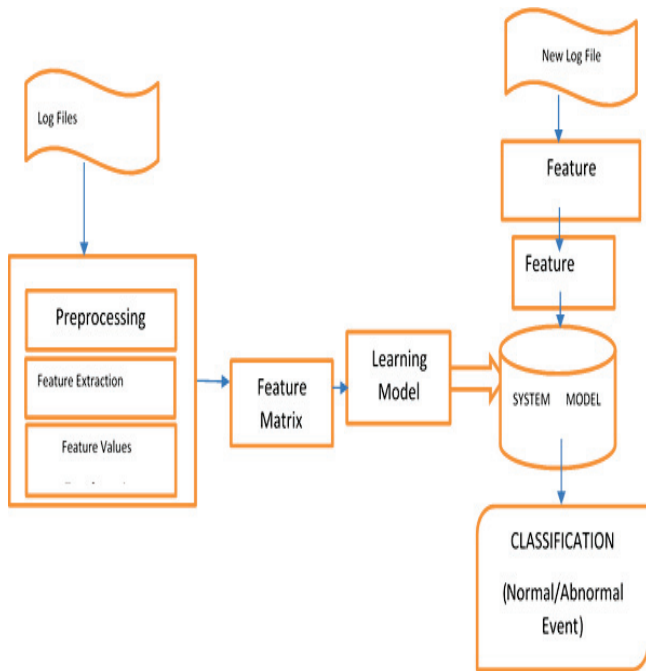 New Log File
Log Files
Feature
Feature
Preprocessing
Feature Extraction
Feature Values
Feature
Matrix
Learning
Model
SYSTEM MODEL
CLASSIFICATION
(Normal/Abnormal
Event)